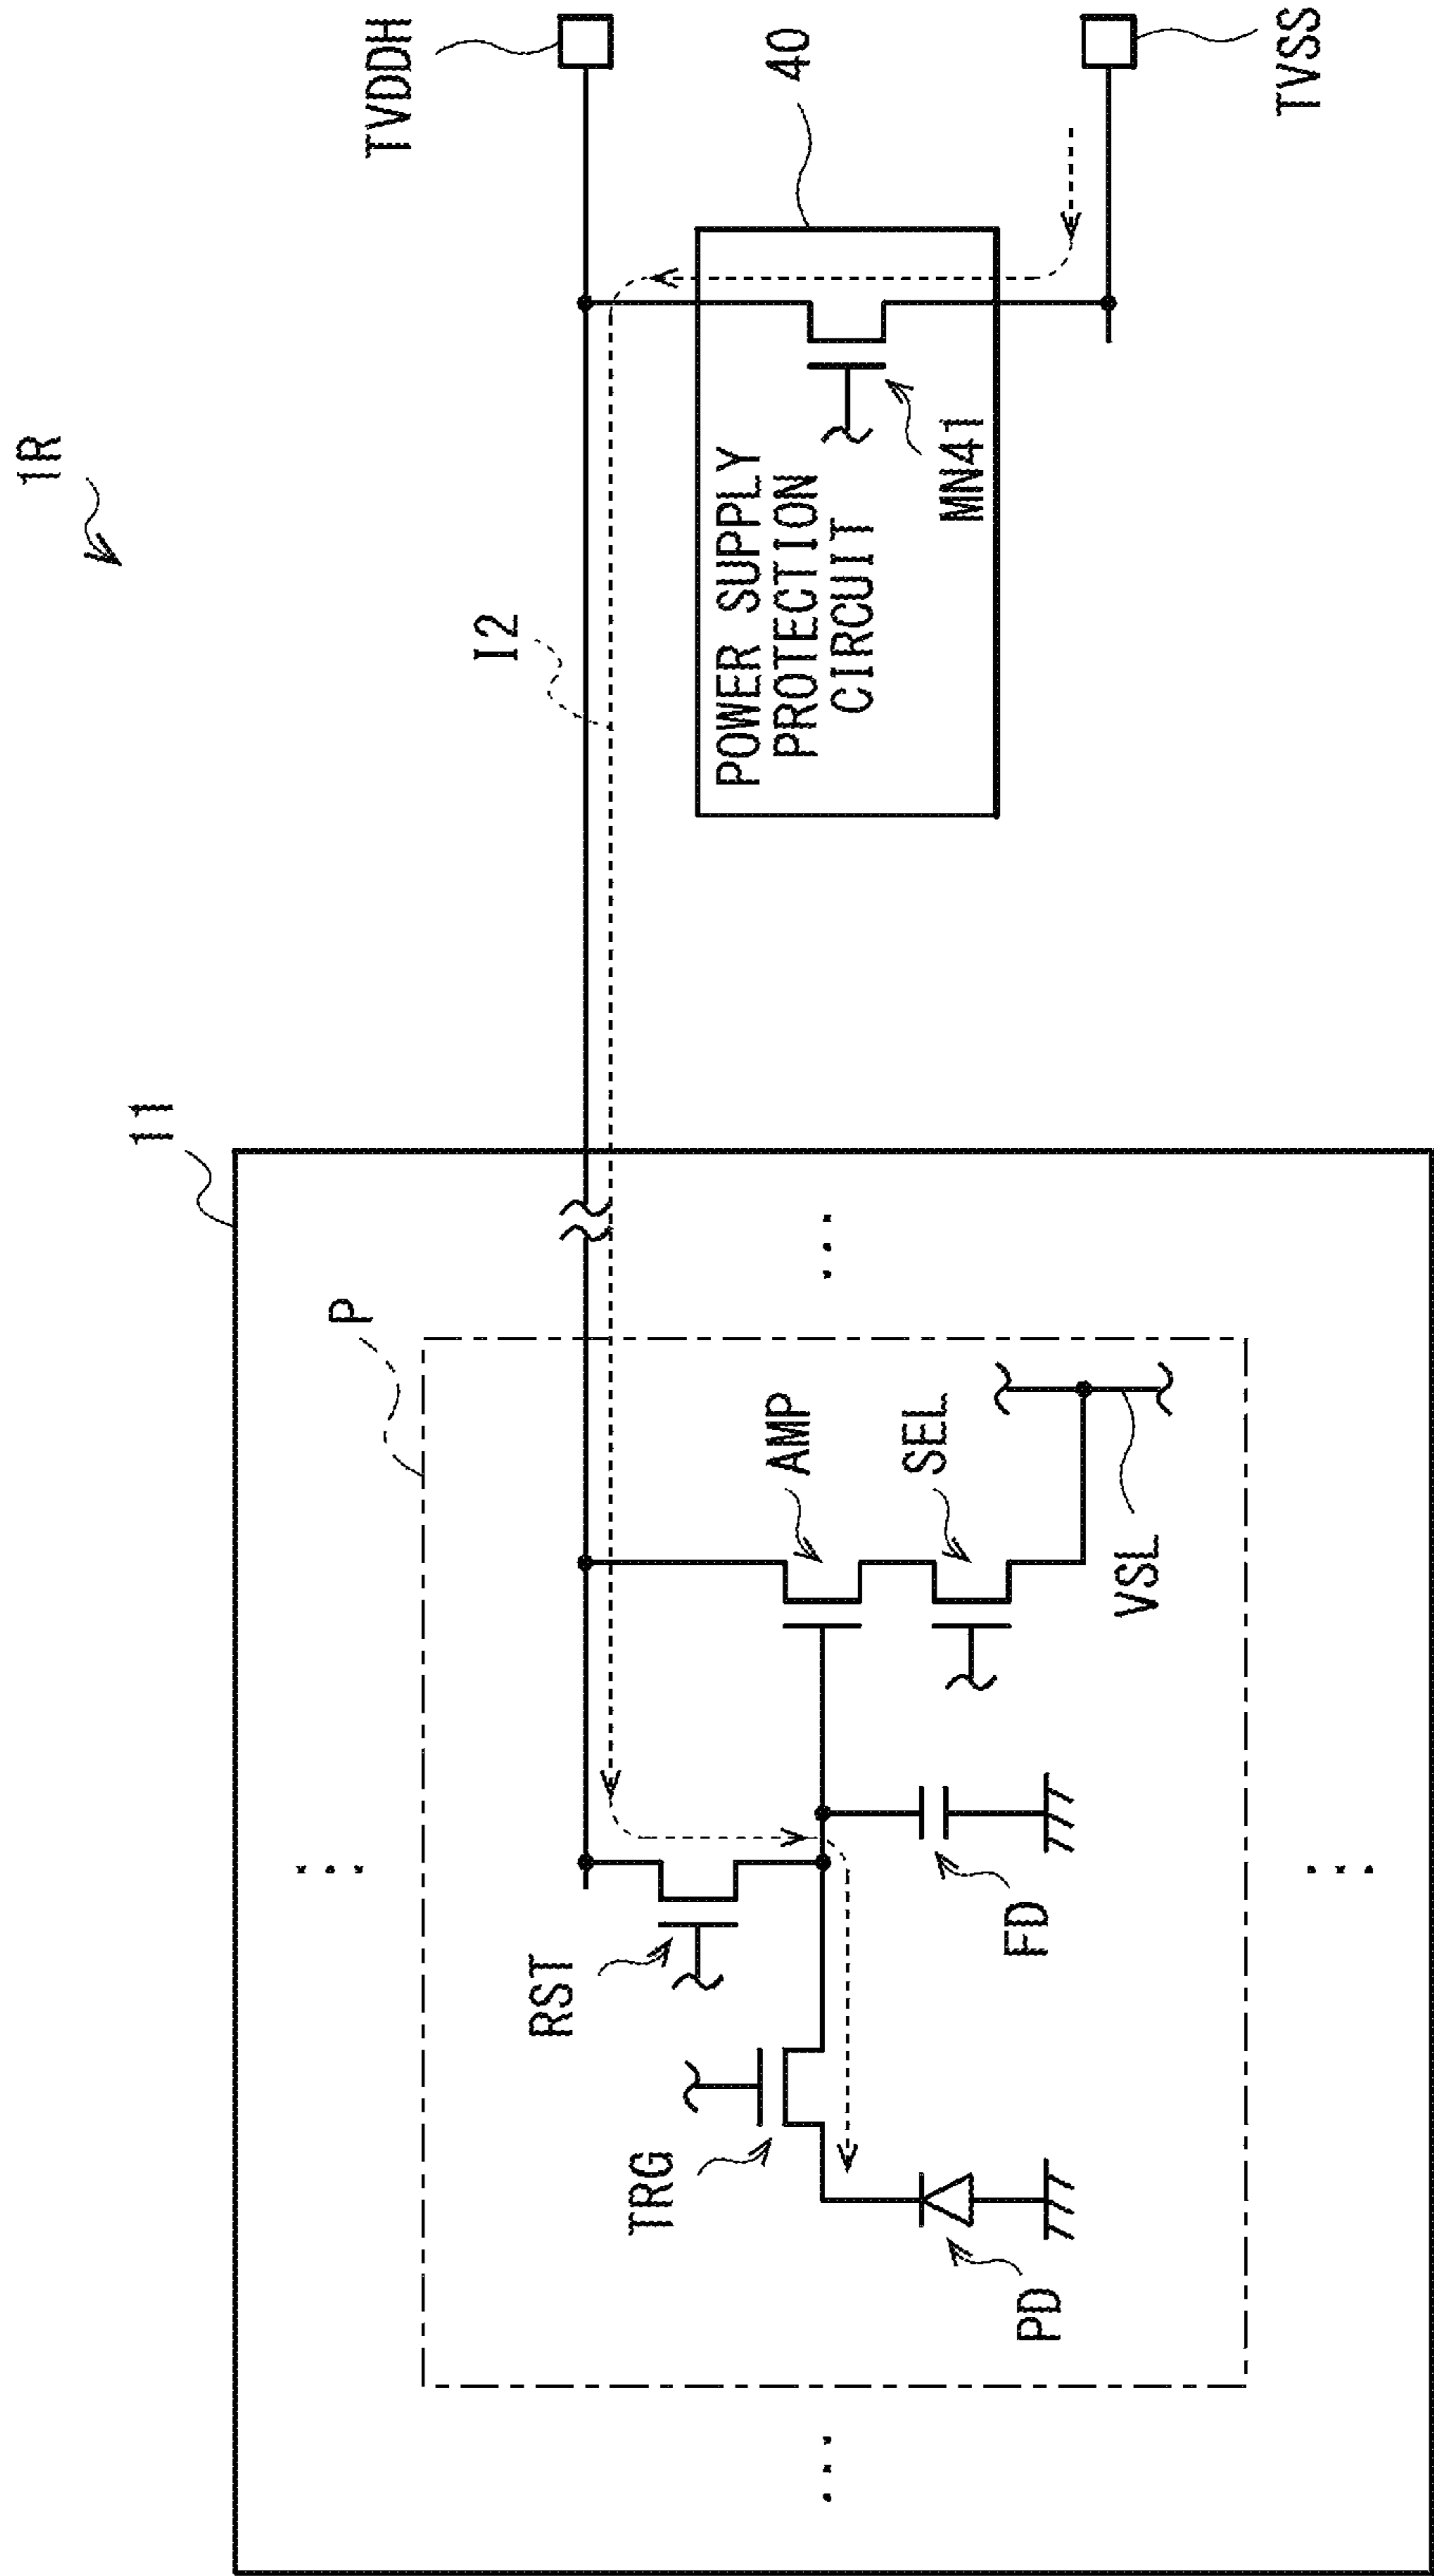 1R
11
P
I2
TVDDH
40
TVSS
POWER SUPPLY
PROTECTION
CIRCUIT
MN41
RST
TRG
AMP
SEL
FD
PD
VSL